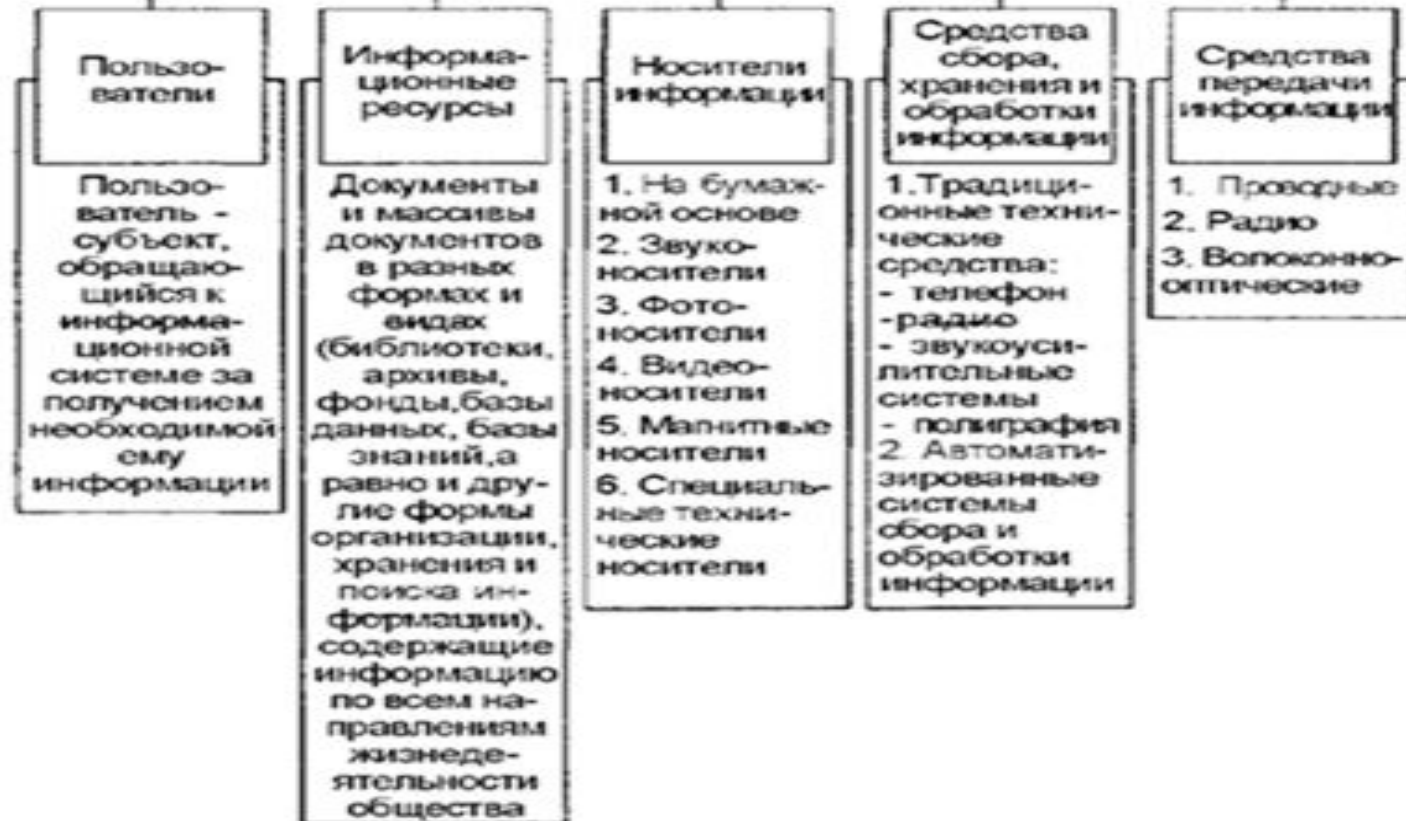 Пользо-
ватели
Пользо-
ватель -
субъект,
обращаю-
щийся к
информа-
ционной
системе за
получением
необходимой
ему
информации
Информа-
ционные
ресурсы
Документы
и массивы
документов
в разных
формах и
видах
(библиотеки,
архивы,
фонды,базы
данных, базы
знаний,а
равно и дру-
гие формы
организации,
хранения и
поиска ин-
формации),
содержащие
информацию
по всем на-
правлениям
жизнеде-
ятельности
общества
Носители
информации
1. На бумаж-
ной основе
2. Звуко-
носители
3. Фото-
носители
4. Видео-
носители
5. Магнитные
носители
6. Специаль-
ные техни-
ческие
носители
Средства
сбора,
хранения и
обработки
информации
1.Традици-
онные техни-
ческие
средства:
- телефон
-радио
- звукоуси-
лительные
системы
- полиграфия
2. Автомати-
зированные
системы
сбора и
обработки
информации
Средства
передачи
информации
1. Проводные
2. Радио
3. Волоконно-
оптические